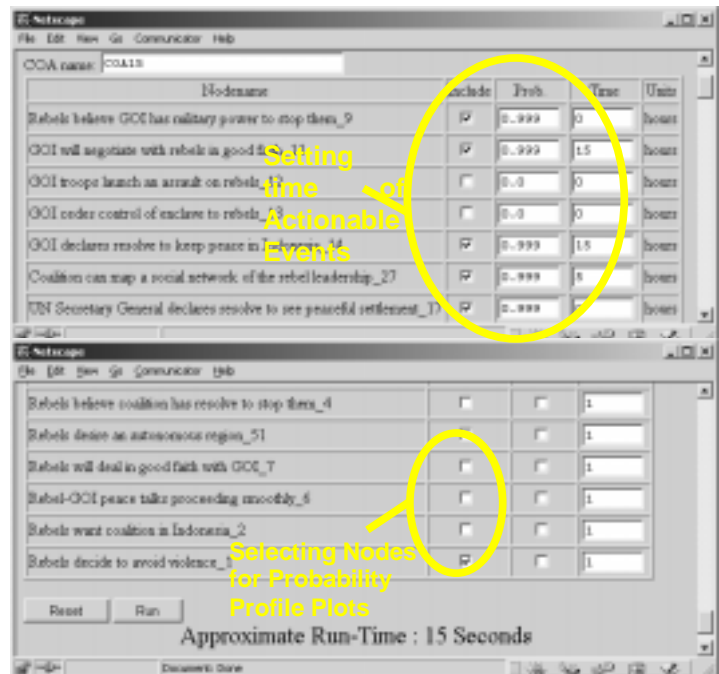 Netscape
File Edit View Go Communicator Help
COA name: COA1S
Nodename Include Prob. Time Units
Rebels believe GOI has military power to stop them_9 0.999 0 hours
GOI will negotiate with rebels in good 0.999 15 hours
GOI troops launch an assault on rebels_12 0.0 0 hours
GOI cedes control of enclave to rebels_13 0.0 0 hours
GOI declares resolve to keep peace in Indonesia_14 0.999 15 hours
Coalition can map a social network of the rebel leadership_27 0.999 hours
UN Secretary General declares resolve to see peaceful settlement_17 0.999 hours
Setting
time of
Actionable
Events
Netscape
File Edit View Go Communicator Help
Rebels believe coalition has resolve to stop them_4 1
Rebels desire an autonomous region_51 1
Rebels will deal in good faith with GOI_7 1
Rebel-GOI peace talks proceeding smoothly_6 1
Rebels want coalition in Indonesia_2 1
Rebels decide to avoid violence_1 1
Selecting Nodes
for Probability
Profile Plots
Reset Run
Approximate Run-Time : 15 Seconds
Document: Done